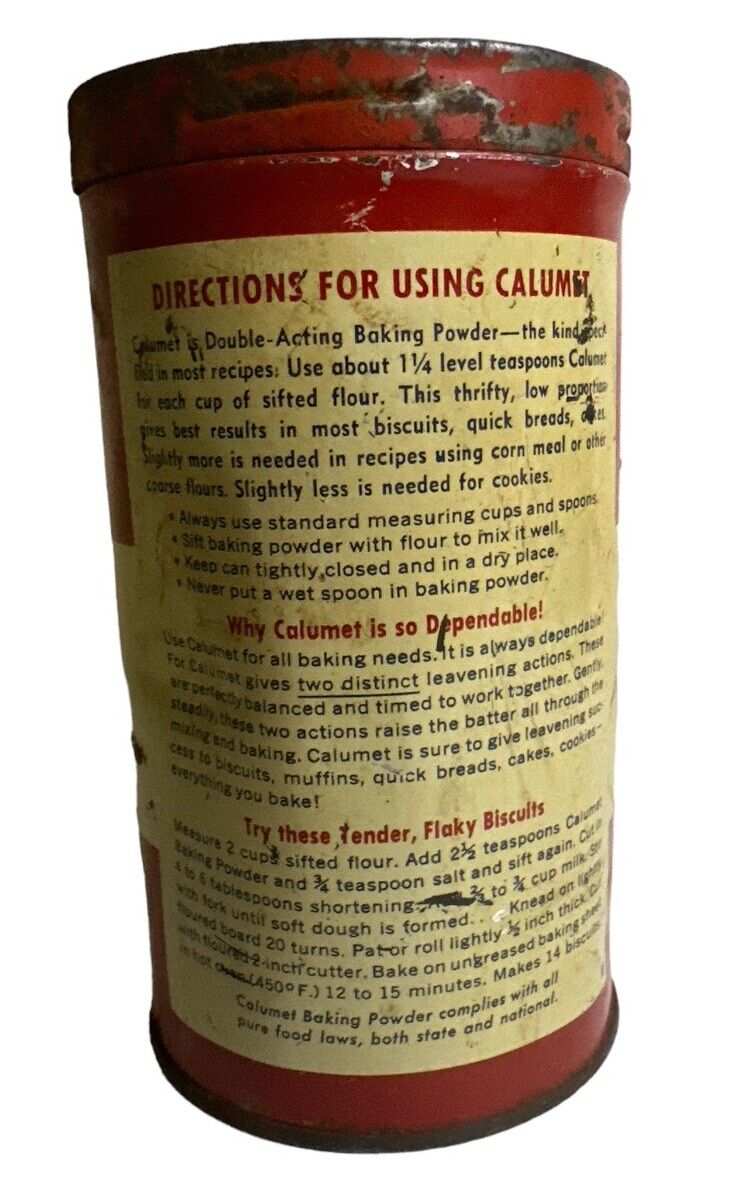 DIRECTIONS FOR USING CALUMET
Calumet is Double-Acting Baking Powder—the kind speci-
fied in most recipes. Use about 1¼ level teaspoons Calumet
for each cup of sifted flour. This thrifty, low proportion
gives best results in most biscuits, quick breads, cakes.
Slightly more is needed in recipes using corn meal or other
coarse flours. Slightly less is needed for cookies.
• Always use standard measuring cups and spoons.
• Sift baking powder with flour to mix it well.
• Keep can tightly closed and in a dry place.
• Never put a wet spoon in baking powder.
Why Calumet is so Dependable!
Use Calumet for all baking needs. It is always dependable!
For Calumet gives two distinct leavening actions. These
are perfectly balanced and timed to work together. Gently,
steadily, these two actions raise the batter all through the
mixing and baking. Calumet is sure to give leavening suc-
cess to biscuits, muffins, quick breads, cakes, cookies—
everything you bake!
Try these Tender, Flaky Biscuits
Measure 2 cups sifted flour. Add 2½ teaspoons Calumet
Baking Powder and ¾ teaspoon salt and sift again. Cut in
4 to 6 tablespoons shortening. ⅔ to ¾ cup milk. Stir
with fork until soft dough is formed. . . Knead on lightly
floured board 20 turns. Pat or roll lightly ½ inch thick. Cut
with floured 2-inch cutter. Bake on ungreased baking sheet
in hot oven (450° F.) 12 to 15 minutes. Makes 14 biscuits.
Calumet Baking Powder complies with all
pure food laws, both state and national.